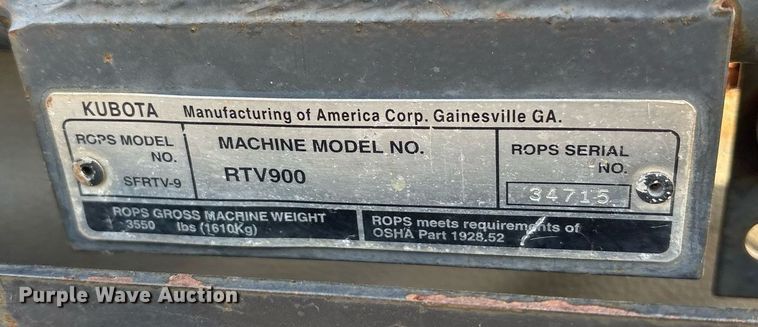 KUBOTA Manufacturing of America Corp. Gainesville GA.
ROPS MODEL NO.
SFRTV-9
MACHINE MODEL NO.
RTV900
ROPS SERIAL NO.
34715
ROPS GROSS MACHINE WEIGHT
3550 lbs (1610Kg)
ROPS meets requirements of
OSHA Part 1928.52
Purple Wave Auction